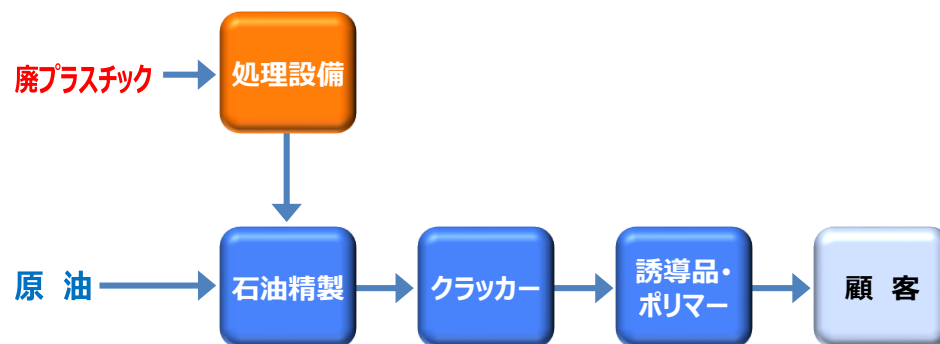 廃プラスチック
処理設備
原 油
石油精製
クラッカー
誘導品・
ポリマー
顧 客